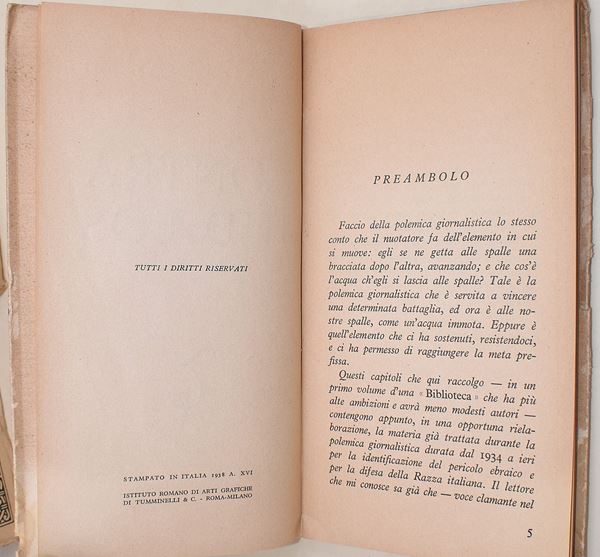 TUTTI I DIRITTI RISERVATI
STAMPATO IN ITALIA 1938 A. XVI
ISTITUTO ROMANO DI ARTI GRAFICHE
DI TUMMINELLI & C. - ROMA-MILANO
PREAMBOLO
Faccio della polemica giornalistica lo stesso
conto che il nuotatore fa dell'elemento in cui
si muove: egli se ne getta alle spalle una
bracciata dopo l'altra, avanzando; e che cos'è
l'acqua ch'egli si lascia alle spalle? Tale è la
polemica giornalistica che è servita a vincere
una determinata battaglia, ed ora è alle no-
stre spalle, come un'acqua immota. Eppure è
quell'elemento che ci ha sostenuti, resistendoci,
e ci ha permesso di raggiungere la meta pre-
fissa.
Questi capitoli che qui raccolgo — in un
primo volume d'una «Biblioteca» che ha più
alte ambizioni e avrà meno modesti autori —
contengono appunto, in una opportuna riela-
borazione, la materia già trattata durante la
polemica giornalistica durata dal 1934 a ieri
per la identificazione del pericolo ebraico e
per la difesa della Razza italiana. Il lettore
che mi conosce sa già che — voce clamante nel
5